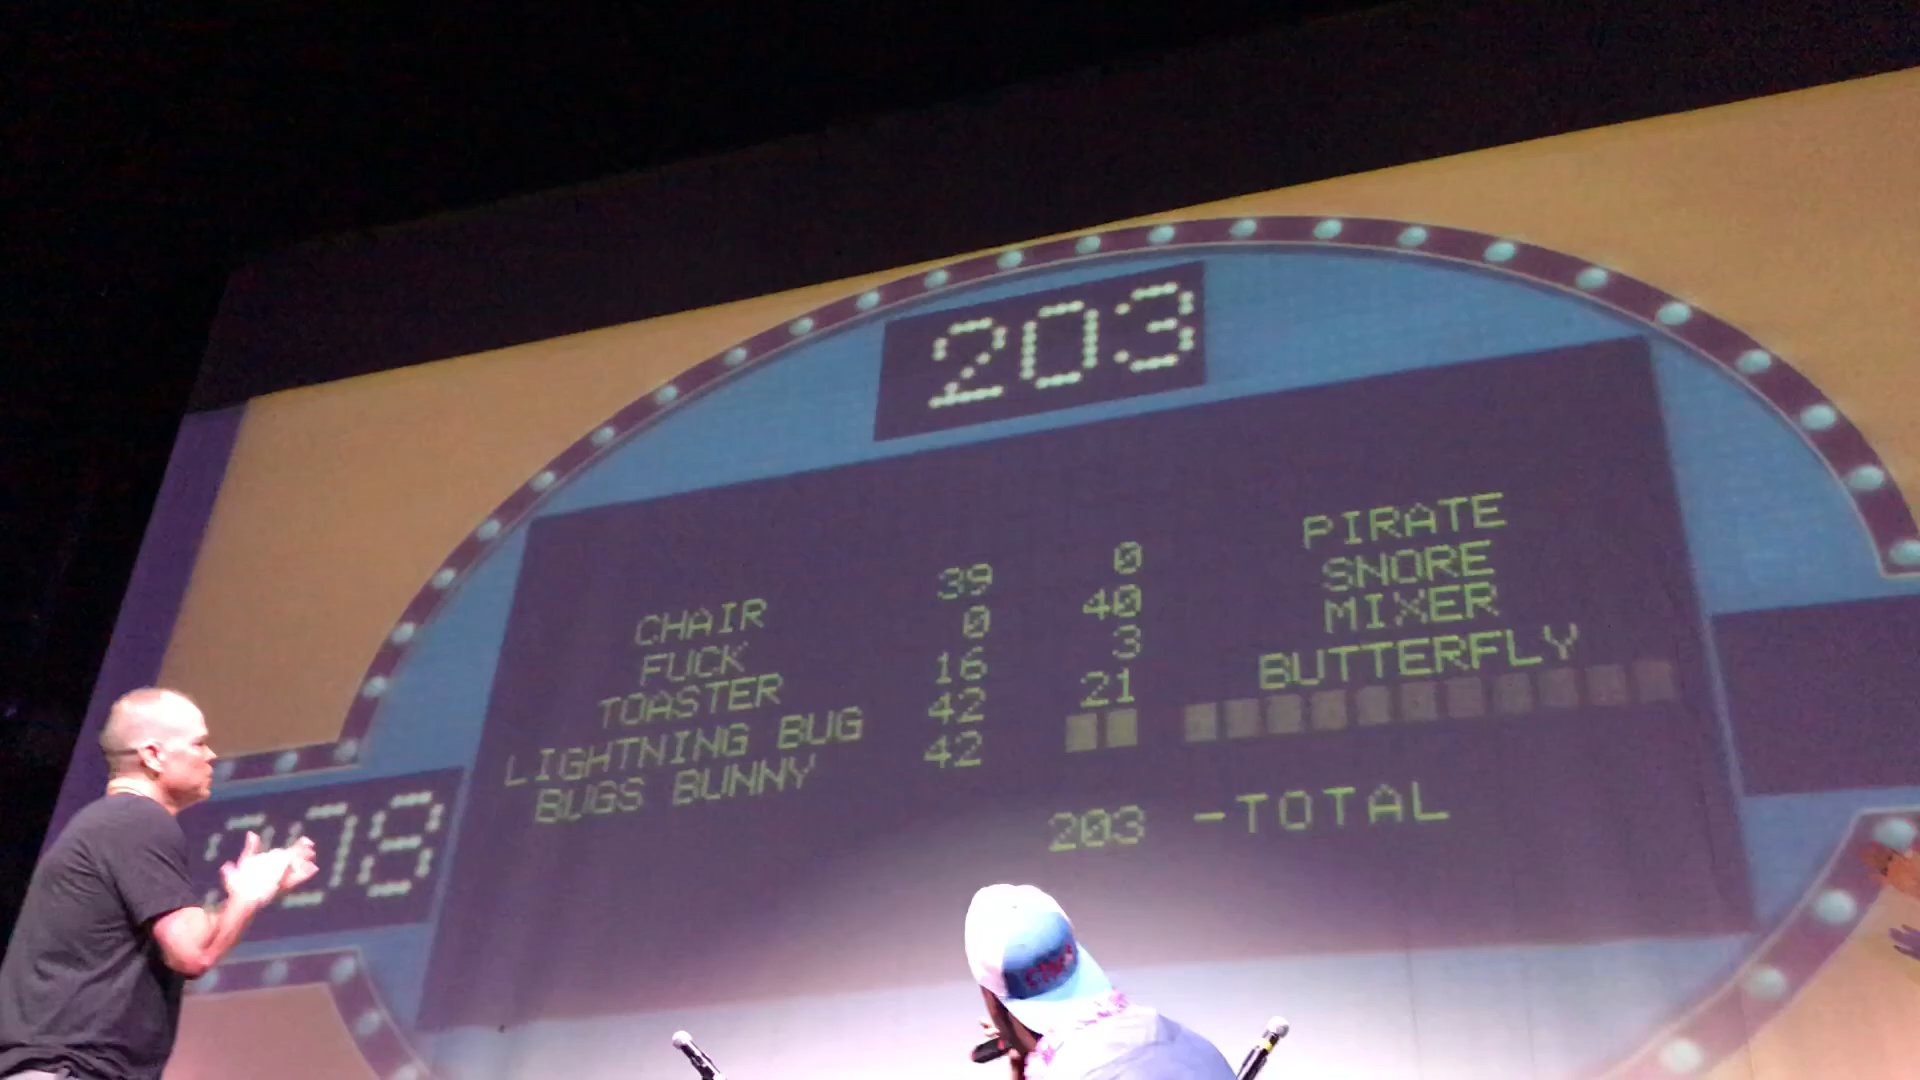 203
CHAIR 39 0 PIRATE
FUCK 0 40 SNORE
TOASTER 16 3 MIXER
LIGHTNING BUG 42 21 BUTTERFLY
BUGS BUNNY 42
203 -TOTAL
208